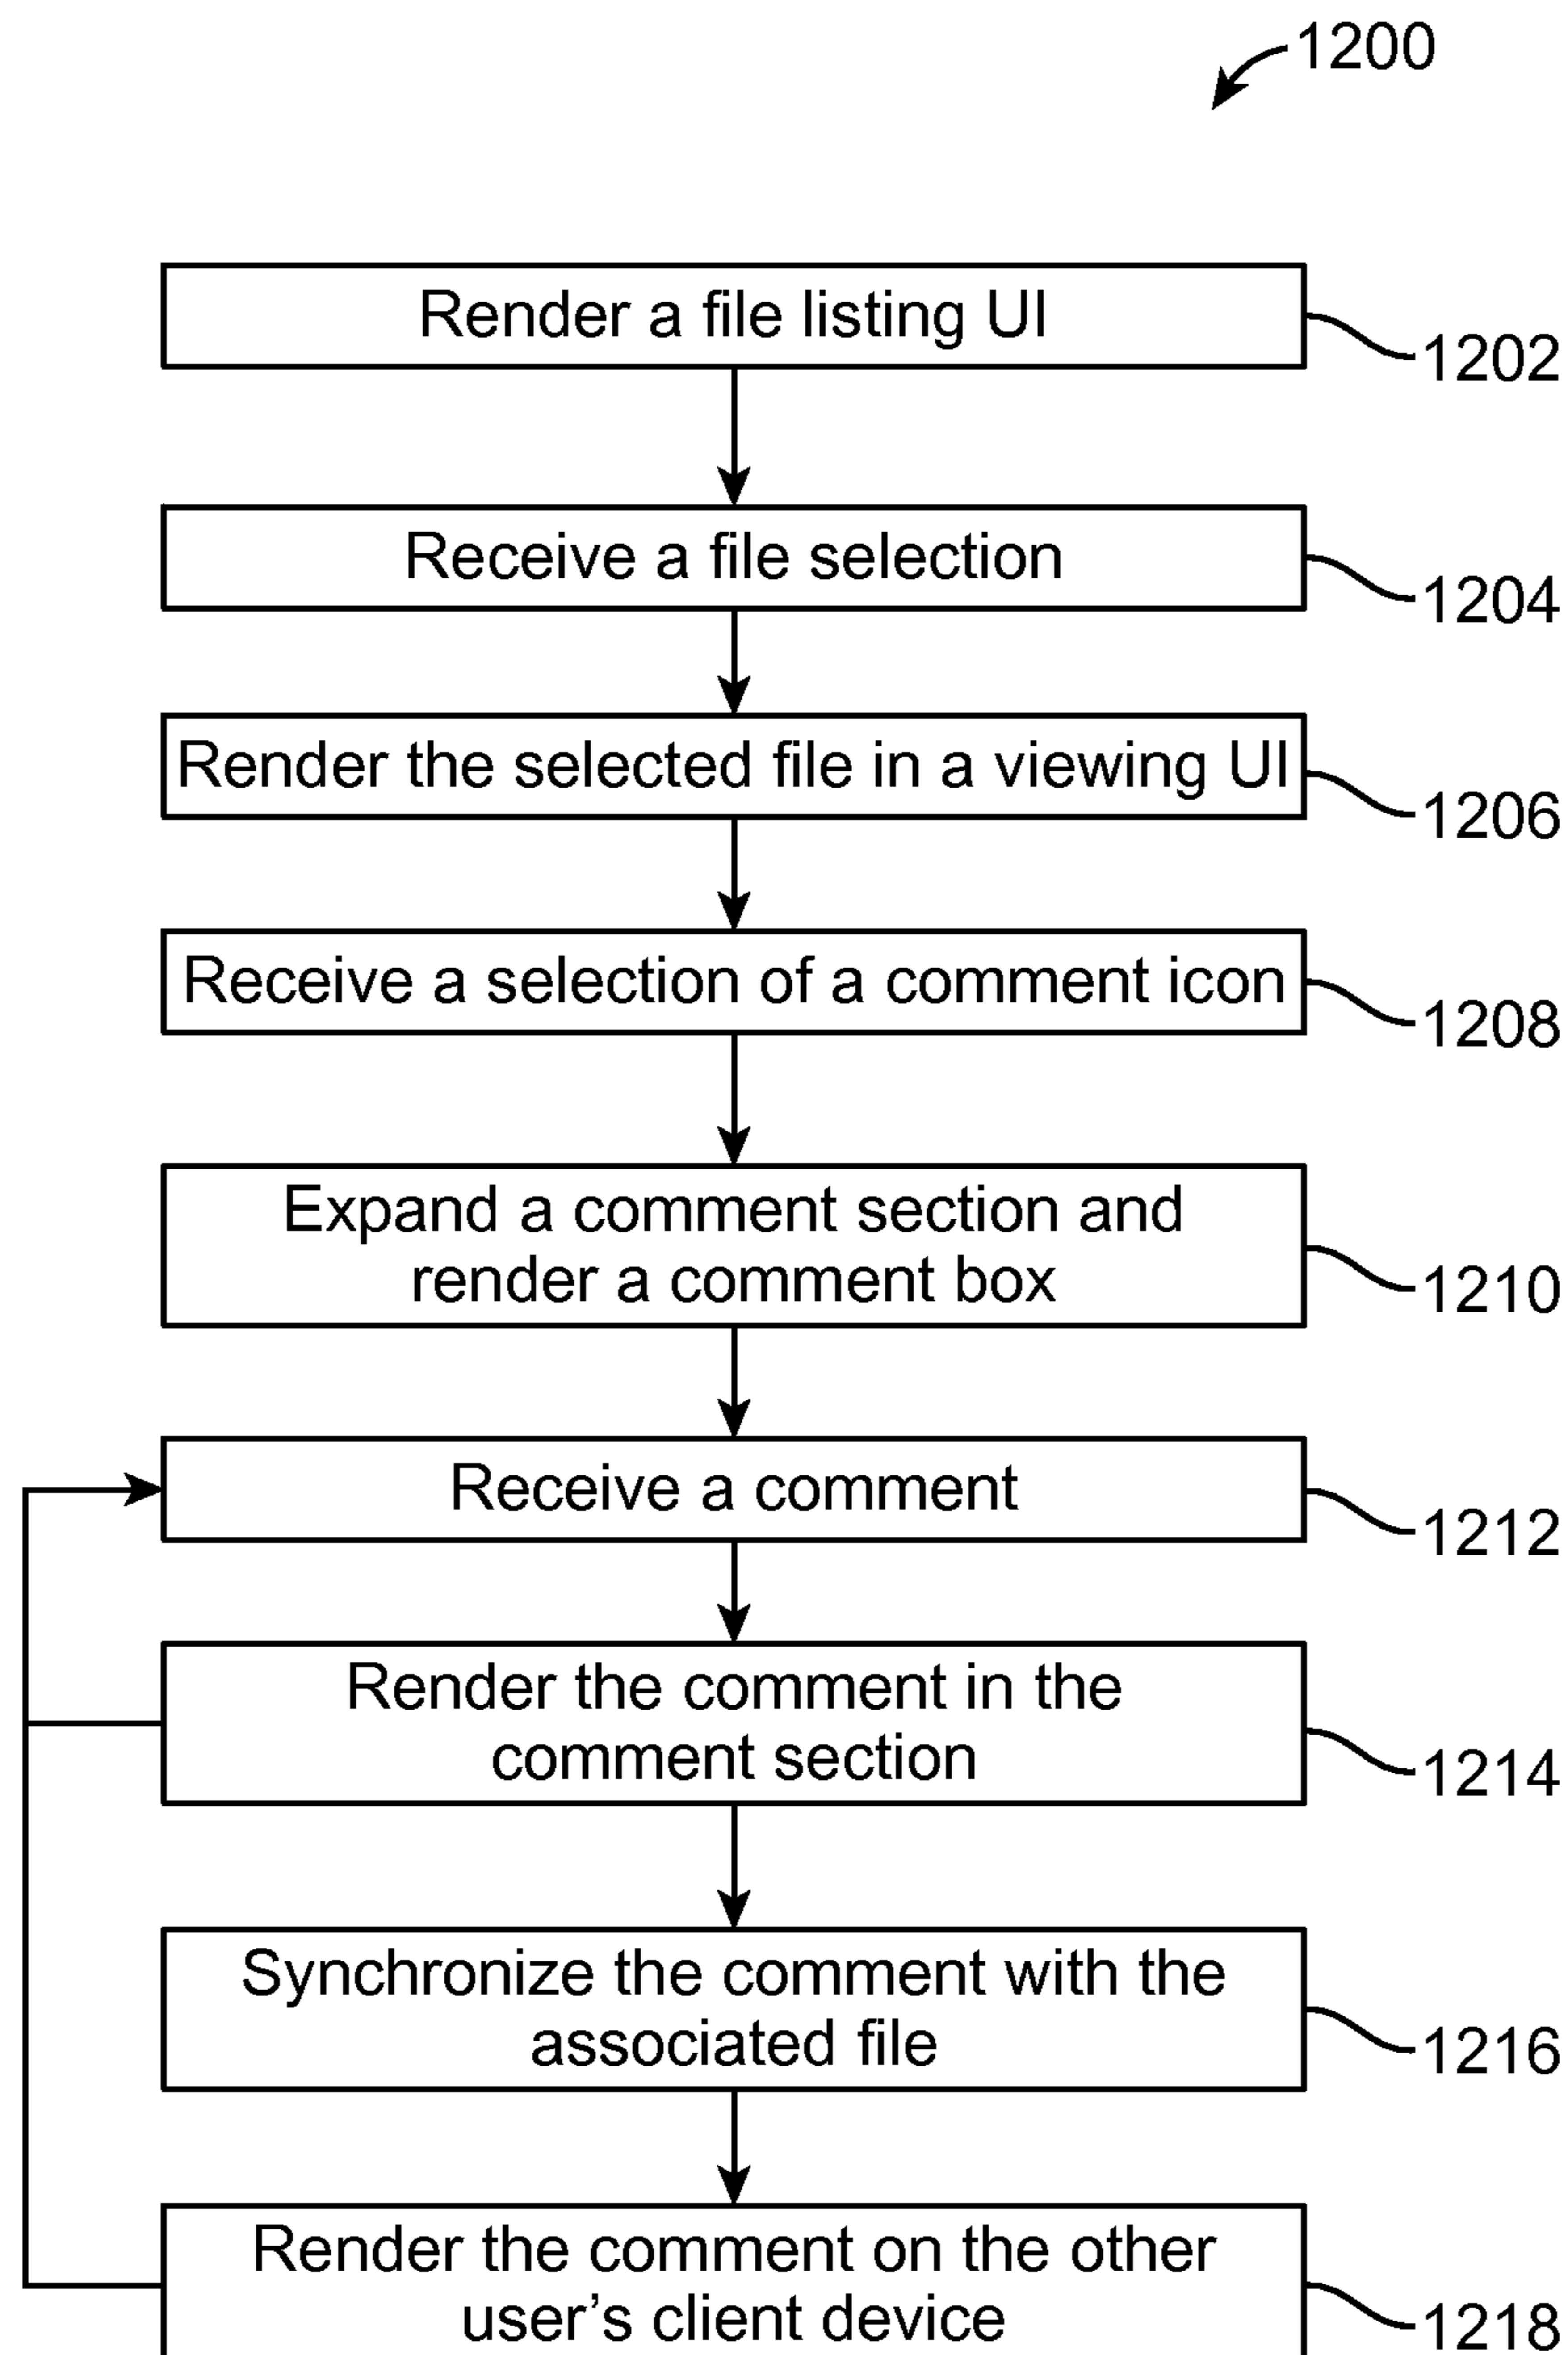 1200
Render a file listing UI
1202
Receive a file selection
1204
Render the selected file in a viewing UI
1206
Receive a selection of a comment icon
1208
Expand a comment section and
render a comment box
1210
Receive a comment
1212
Render the comment in the
comment section
1214
Synchronize the comment with the
associated file
1216
Render the comment on the other
user’s client device
1218